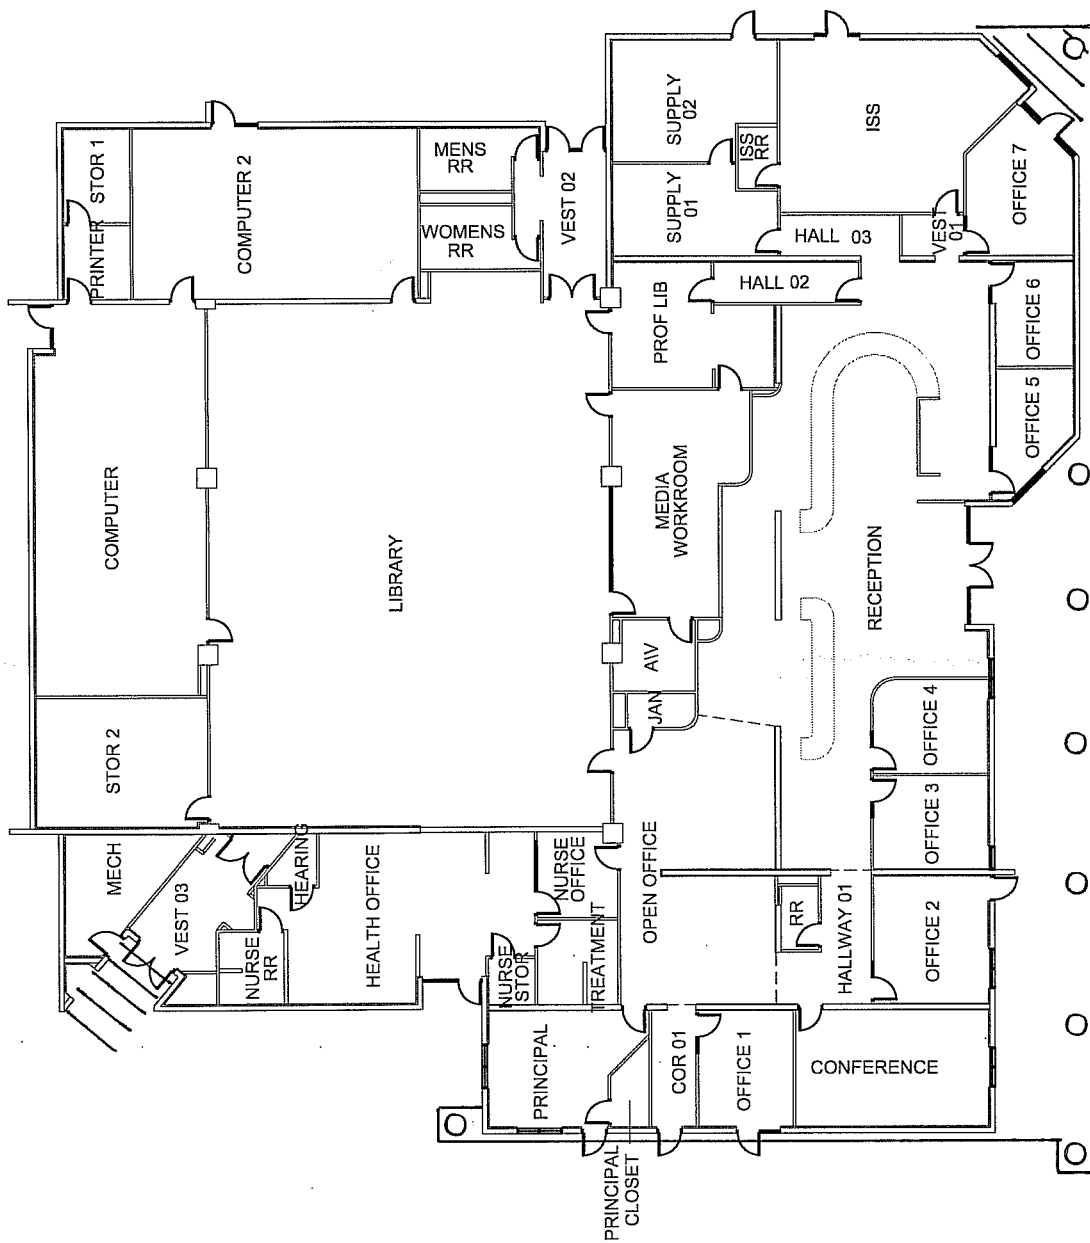 STOR 1
PRINTER
COMPUTER 2
MENS
RR
WOMENS
RR
VEST 02
SUPPLY
02
SUPPLY
01
ISS
RR
ISS
HALL 03
VEST
01
OFFICE 7
HALL 02
PROF LIB
OFFICE 6
OFFICE 5
COMPUTER
LIBRARY
MEDIA
WORKROOM
RECEPTION
A\V
JAN
STOR 2
OFFICE 4
OFFICE 3
MECH
VEST 03
HEARING
NURSE
RR
HEALTH OFFICE
NURSE
OFFICE
NURSE
STOR
TREATMENT
OPEN OFFICE
RR
HALLWAY 01
OFFICE 2
PRINCIPAL
COR 01
OFFICE 1
CONFERENCE
PRINCIPAL
CLOSET